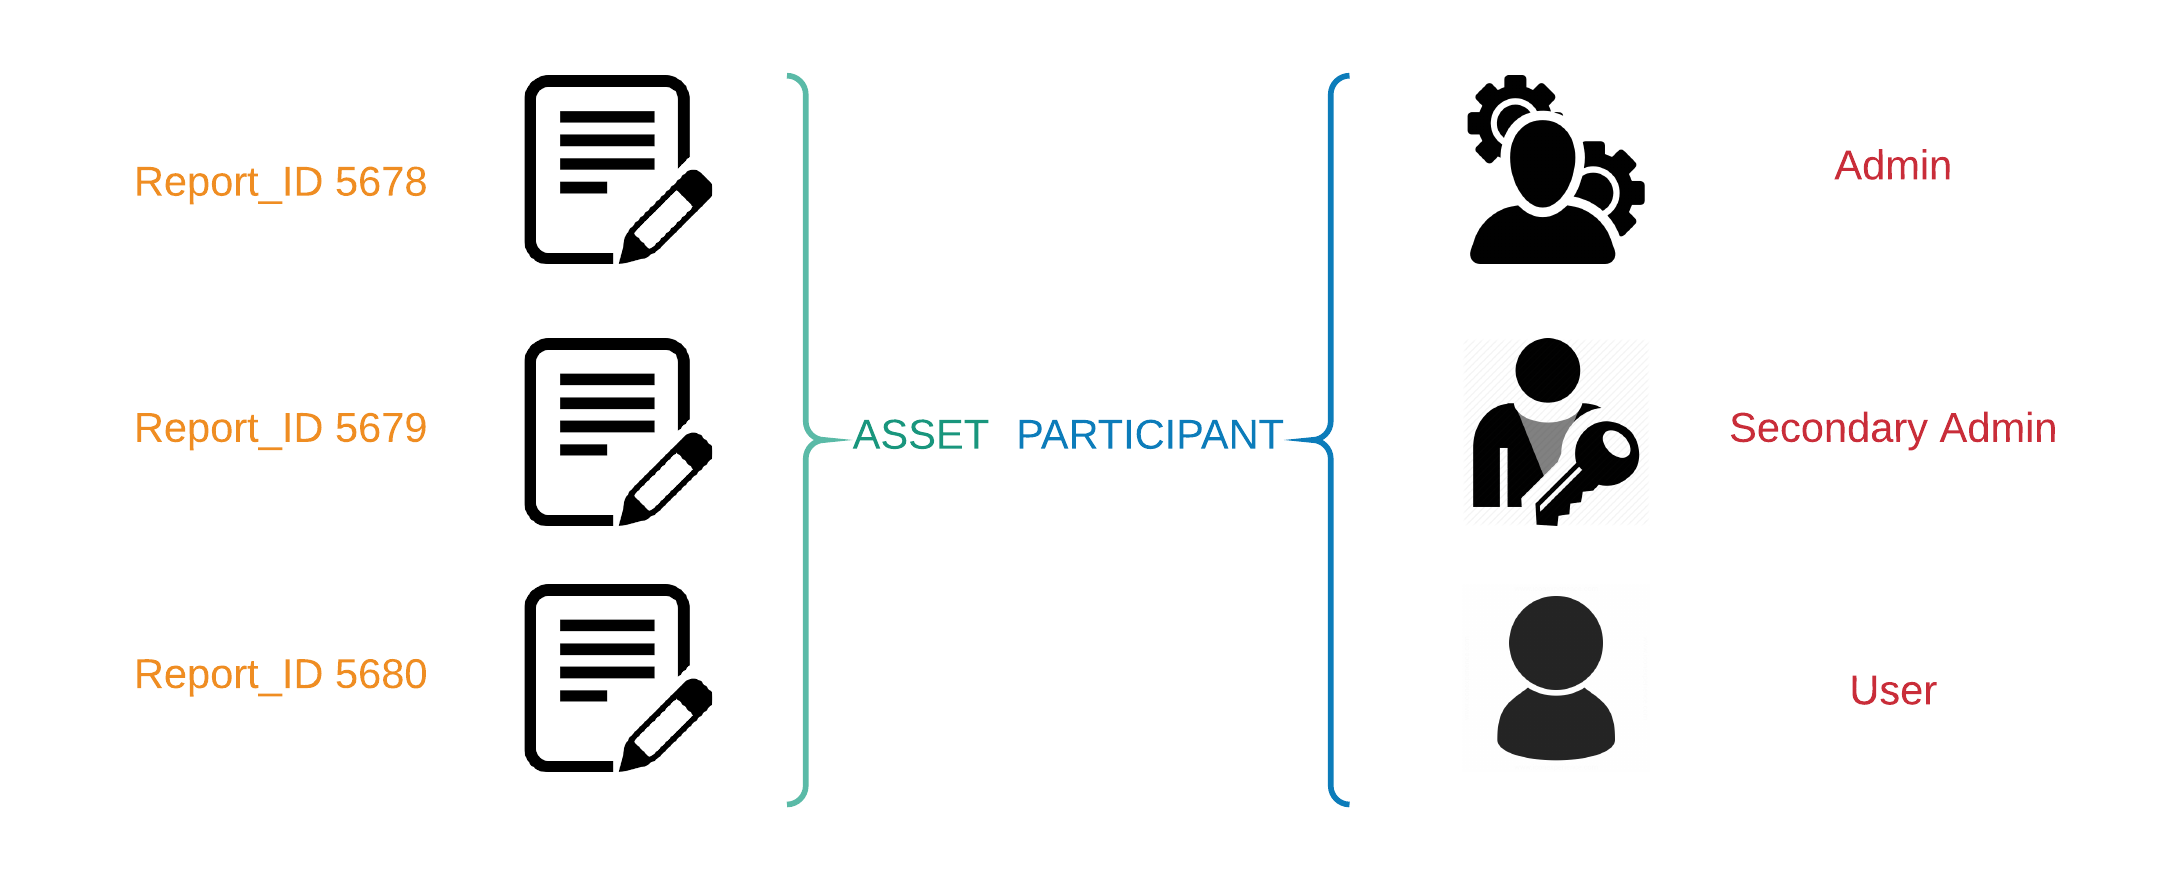 Report_ID 5678
Admin
Report_ID 5679
ASSET
PARTICIPANT
Secondary Admin
Report_ID 5680
User